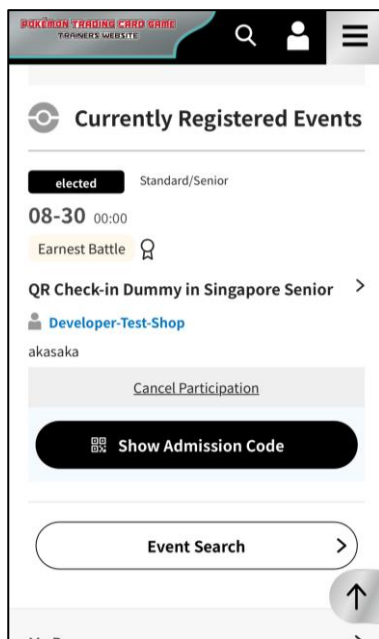 POKÉMON TRADING CARD GAME
TRAINERS WEBSITE
Currently Registered Events
elected
Standard/Senior
08-30 00:00
Earnest Battle
QR Check-in Dummy in Singapore Senior
Developer-Test-Shop
akasaka
Cancel Participation
Show Admission Code
Event Search